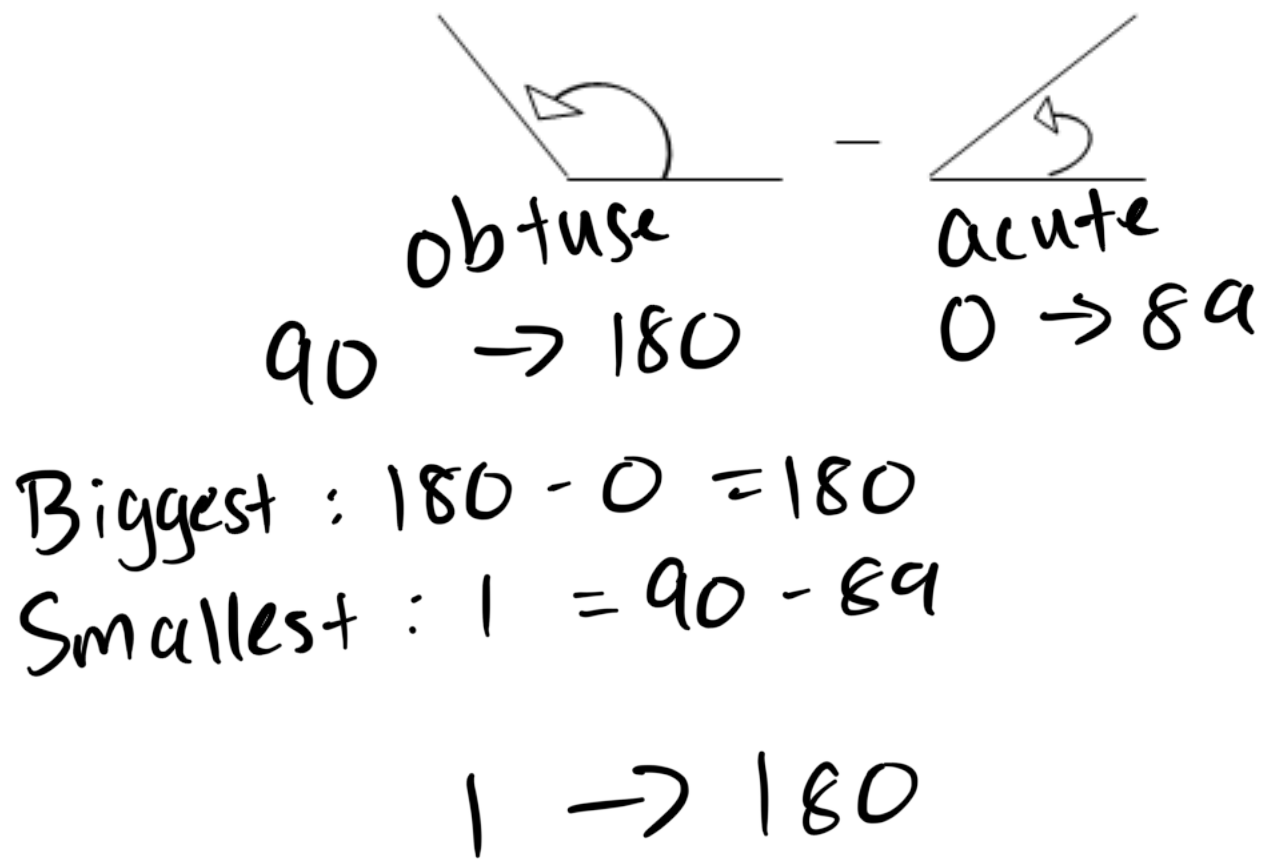 −
obtuse acute
90 → 180 0 → 89
Biggest : 180 - 0 = 180
Smallest : 1 = 90 - 89
1 → 180